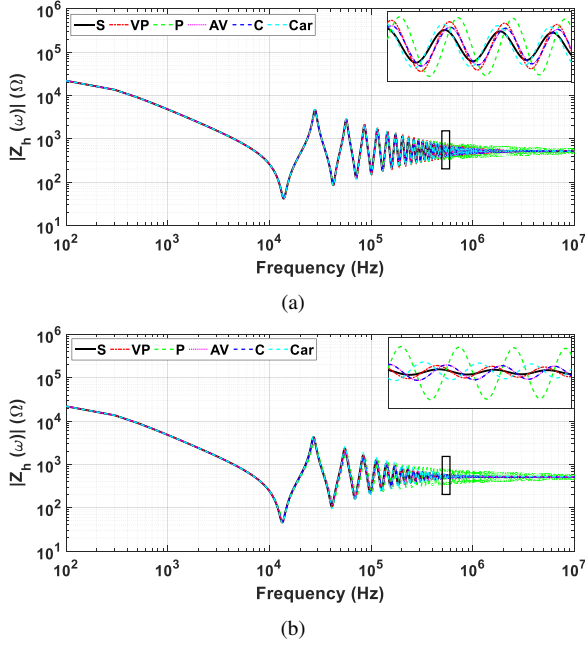 10^6
10^5
10^4
10^3
10^2
10^1
|Z_h (ω)| (Ω)
S VP P AV C Car
10^2 10^3 10^4 10^5 10^6 10^7
Frequency (Hz)
(a)
10^6
10^5
10^4
10^3
10^2
10^1
|Z_h (ω)| (Ω)
S VP P AV C Car
10^2 10^3 10^4 10^5 10^6 10^7
Frequency (Hz)
(b)